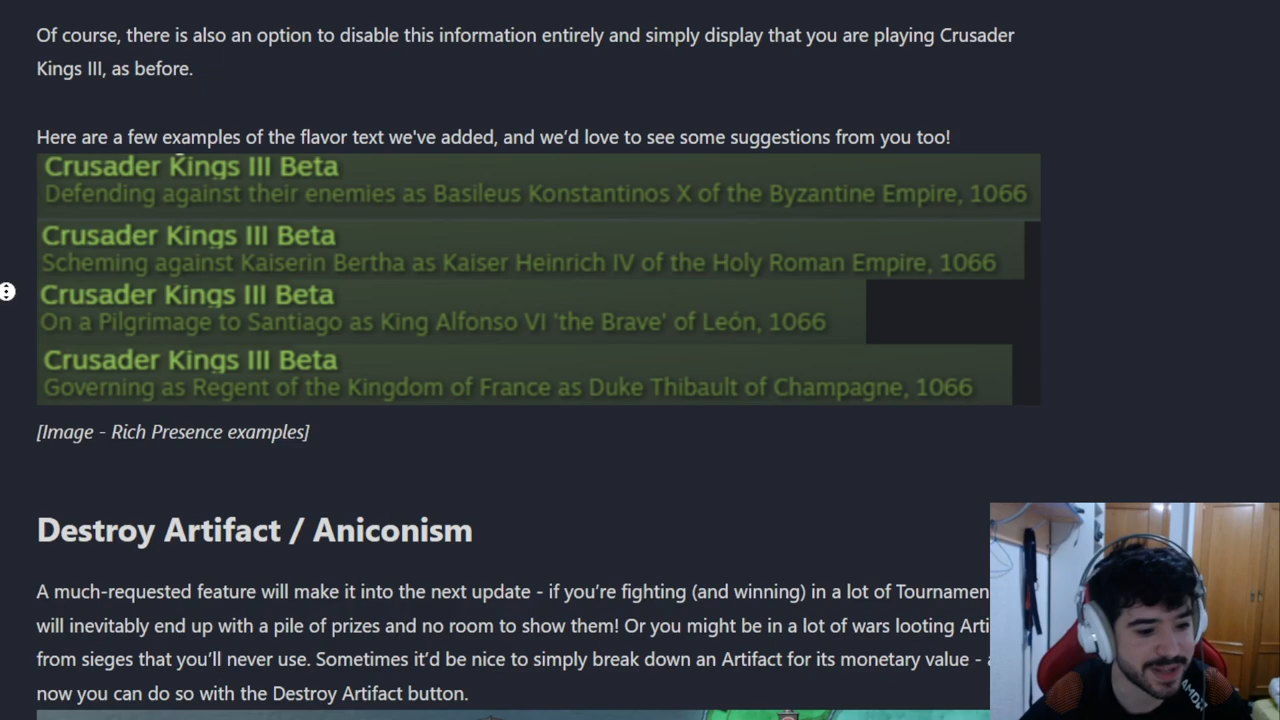 Of course, there is also an option to disable this information entirely and simply display that you are playing Crusader
Kings III, as before.
Here are a few examples of the flavor text we've added, and we’d love to see some suggestions from you too!
Crusader Kings III Beta
Defending against their enemies as Basileus Konstantinos X of the Byzantine Empire, 1066
Crusader Kings III Beta
Scheming against Kaiserin Bertha as Kaiser Heinrich IV of the Holy Roman Empire, 1066
Crusader Kings III Beta
On a Pilgrimage to Santiago as King Alfonso VI 'the Brave' of León, 1066
Crusader Kings III Beta
Governing as Regent of the Kingdom of France as Duke Thibault of Champagne, 1066
[Image - Rich Presence examples]
Destroy Artifact / Aniconism
A much-requested feature will make it into the next update - if you’re fighting (and winning) in a lot of Tournamen
will inevitably end up with a pile of prizes and no room to show them! Or you might be in a lot of wars looting Arti
from sieges that you’ll never use. Sometimes it’d be nice to simply break down an Artifact for its monetary value -
now you can do so with the Destroy Artifact button.
AMD